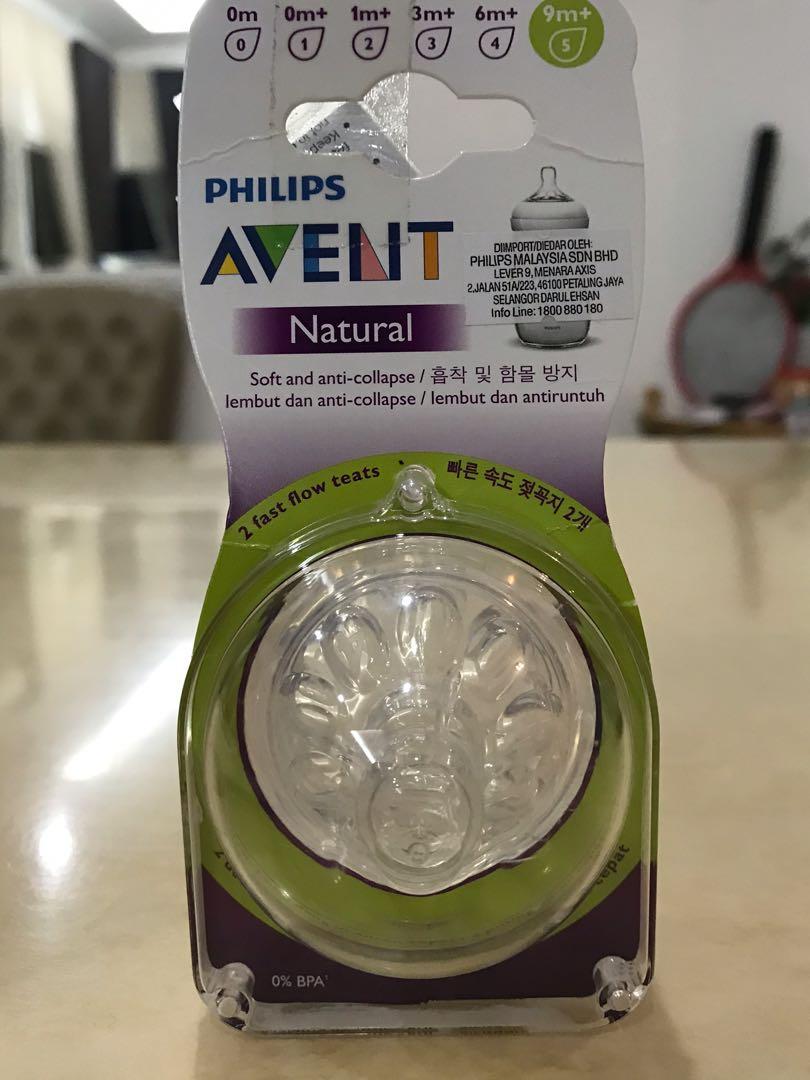 0m 0m+ 1m+ 3m+ 6m+ 9m+
0 1 2 3 4 5
PHILIPS
AVENT
Natural
DIIMPORT/DIEDAR OLEH:
PHILIPS MALAYSIA SDN BHD
LEVER 9, MENARA AXIS
2.JALAN 51A/223, 46100 PETALING JAYA
SELANGOR DARUL EHSAN
Info Line: 1800 880 180
PHILIPS
Soft and anti-collapse / 흡착 및 함몰 방지
lembut dan anti-collapse / lembut dan antiruntuh
2 fast flow teats · 빠른 속도 젖꼭지 2개
cepat
0% BPA¹